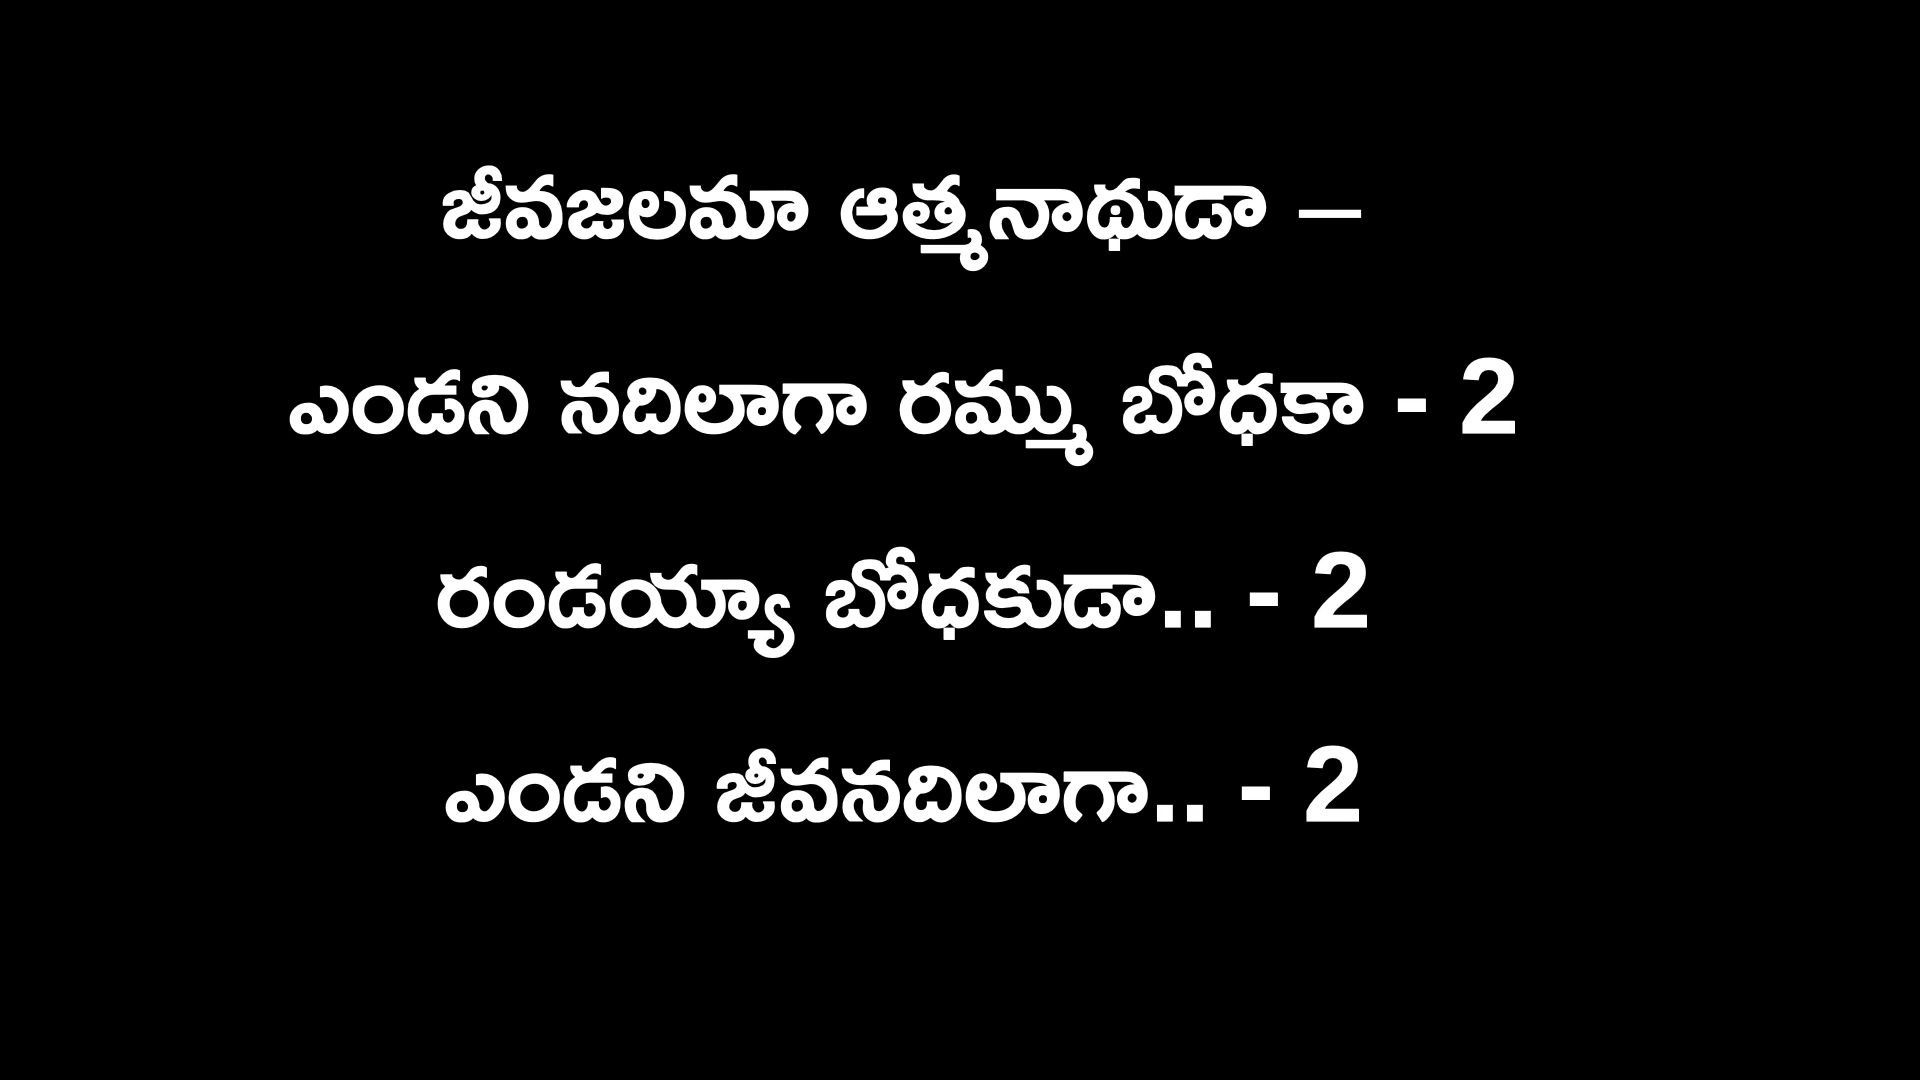 జీవజలమా ఆత్మనాథుడా –
ఎండని నదిలాగా రమ్ము బోధకా - 2
రండయ్యా బోధకుడా.. - 2
ఎండని జీవనదిలాగా.. - 2